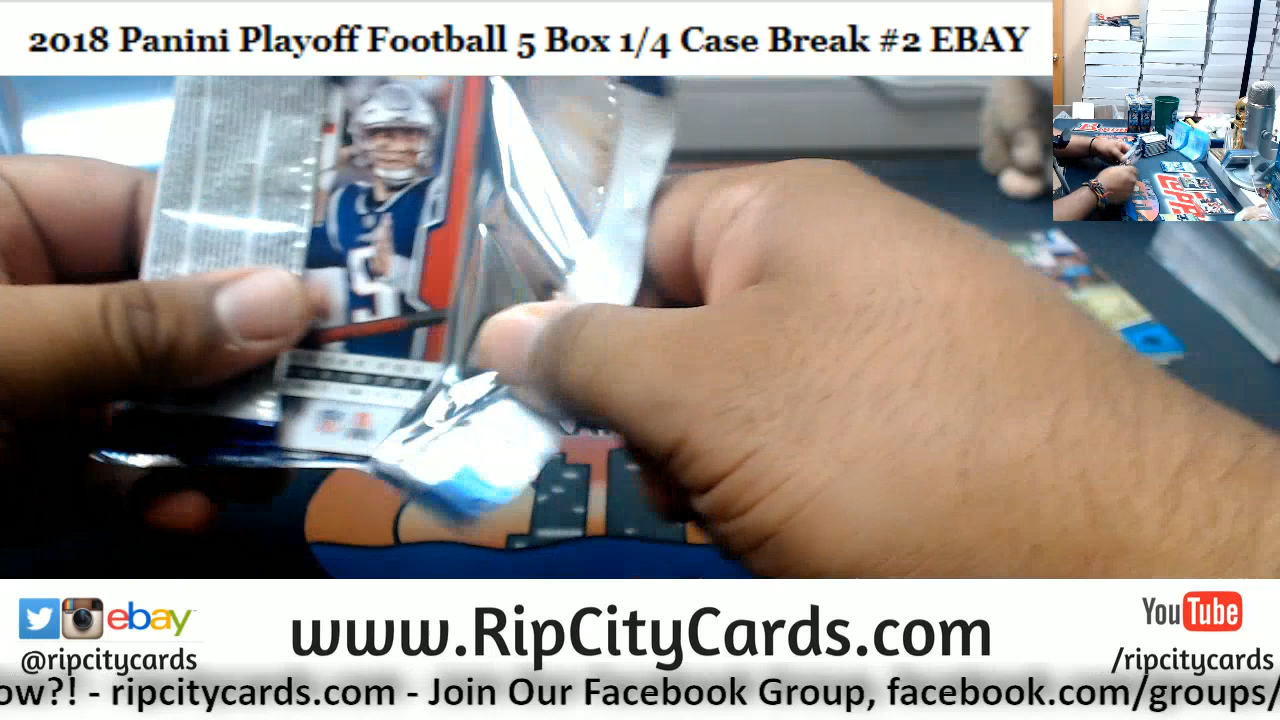 2018 Panini Playoff Football 5 Box 1/4 Case Break #2 EBAY
5
ebay
@ripcitycards
www.RipCityCards.com
YouTube
/ripcitycards
ow?! - ripcitycards.com - Join Our Facebook Group, facebook.com/groups/